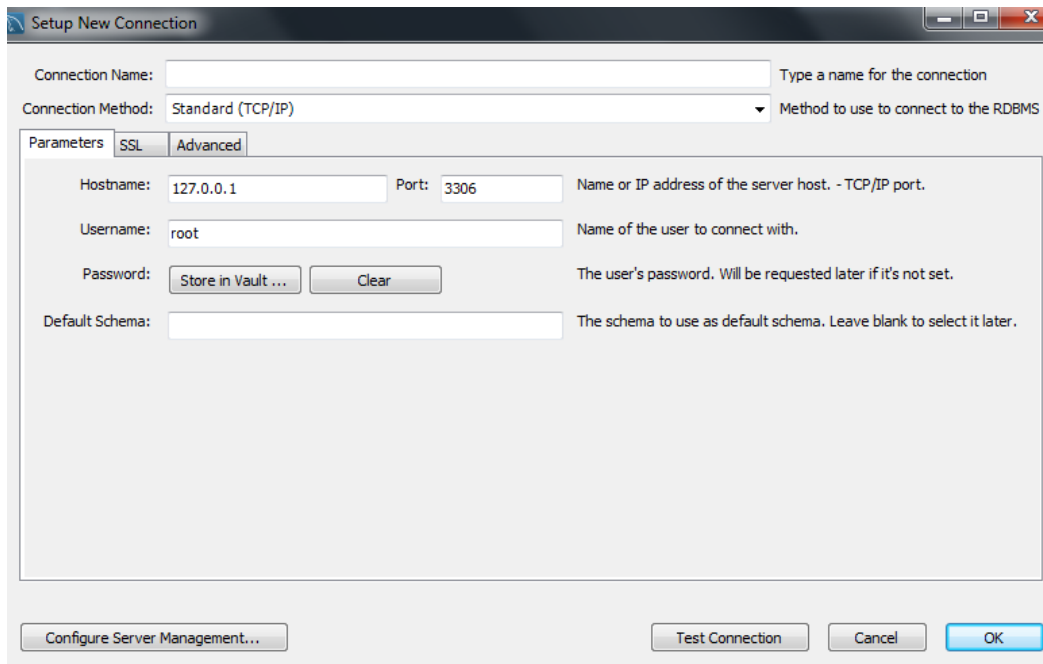 Setup New Connection
Connection Name: Type a name for the connection
Connection Method: Standard (TCP/IP) Method to use to connect to the RDBMS
Parameters SSL Advanced
Hostname: 127.0.0.1 Port: 3306 Name or IP address of the server host. - TCP/IP port.
Username: root Name of the user to connect with.
Password: Store in Vault ... Clear The user's password. Will be requested later if it's not set.
Default Schema: The schema to use as default schema. Leave blank to select it later.
Configure Server Management... Test Connection Cancel OK